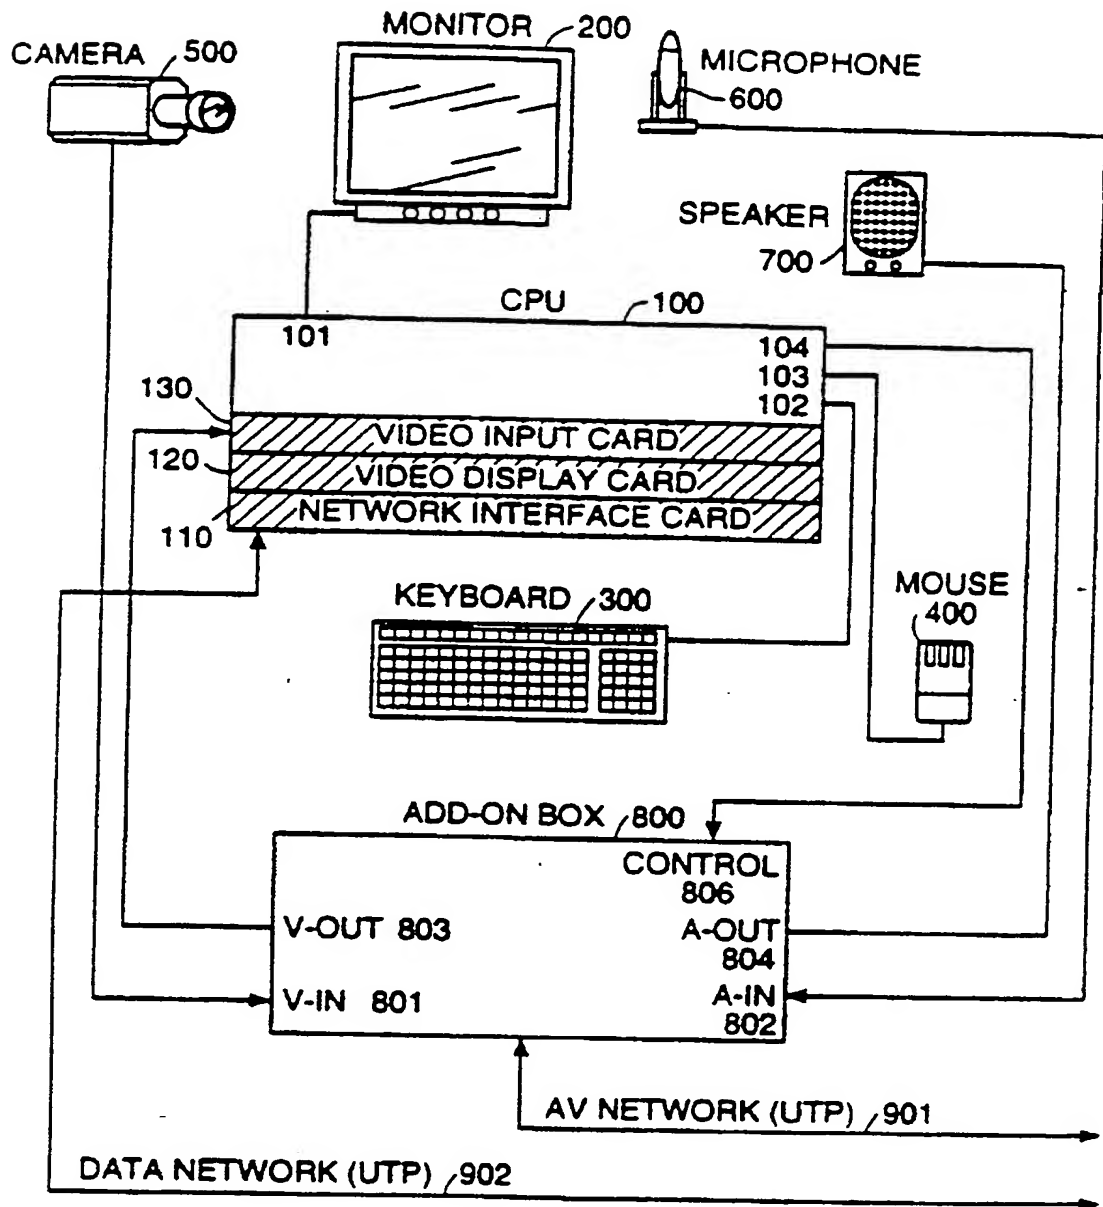 MONITOR 200
CAMERA 500
MICROPHONE
600
SPEAKER
700
CPU 100
101
104
103
102
130
VIDEO INPUT CARD
120
VIDEO DISPLAY CARD
110
NETWORK INTERFACE CARD
KEYBOARD 300
MOUSE
400
ADD-ON BOX 800
CONTROL
806
V-OUT 803
A-OUT
804
V-IN 801
A-IN
802
AV NETWORK (UTP) 901
DATA NETWORK (UTP) 902